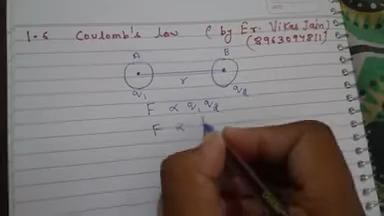 1.6 Coulomb's law ( by Er. Vikas Jain)
(8963094811)
A B
r
q1 q2
F ∝ q1 q2
F ∝